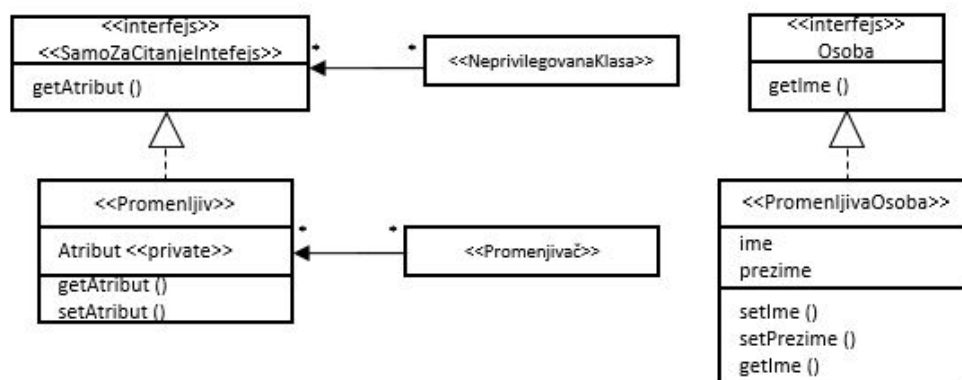 <<interfejs>>
<<SamoZaCitanjeIntefejs>>
getAtribut ()
*
*
<<NeprivilegovanaKlasa>>
<<Promenljiv>>
Atribut <<private>>
getAtribut ()
setAtribut ()
*
*
<<Promenjivač>>
<<interfejs>>
Osoba
getIme ()
<<PromenljivaOsoba>>
ime
prezime
setIme ()
setPrezime ()
getIme ()